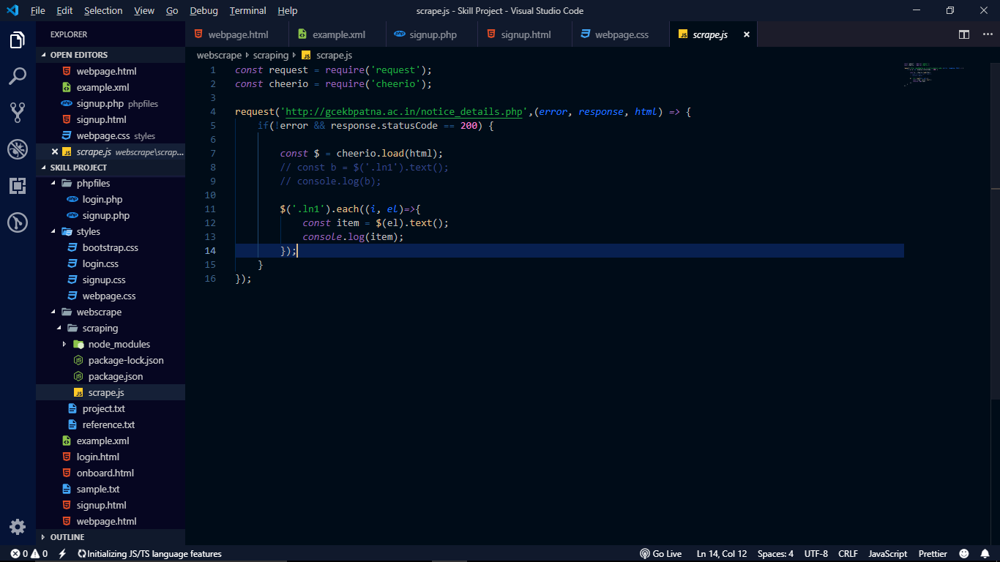 File Edit Selection View Go Debug Terminal Help
scrape.js - Skill Project - Visual Studio Code
EXPLORER
OPEN EDITORS
webpage.html
example.xml
signup.php phpfiles
signup.html
webpage.css styles
scrape.js webscrape\scrap...
SKILL PROJECT
phpfiles
login.php
signup.php
styles
bootstrap.css
login.css
signup.css
webpage.css
webscrape
scraping
node_modules
package-lock.json
package.json
scrape.js
project.txt
reference.txt
example.xml
login.html
onboard.html
sample.txt
signup.html
webpage.html
OUTLINE
webpage.html example.xml signup.php signup.html webpage.css scrape.js
webscrape scraping scrape.js
1 const request = require('request');
2 const cheerio = require('cheerio');
3
4 request('http://gcekbpatna.ac.in/notice_details.php',(error, response, html) => {
5 if(!error && response.statusCode == 200) {
6
7 const $ = cheerio.load(html);
8 // const b = $('.ln1').text();
9 // console.log(b);
10
11 $('.ln1').each((i, el)=>{
12 const item = $(el).text();
13 console.log(item);
14 });
15 }
16 });
0 0 Initializing JS/TS language features Go Live Ln 14, Col 12 Spaces: 4 UTF-8 CRLF JavaScript Prettier